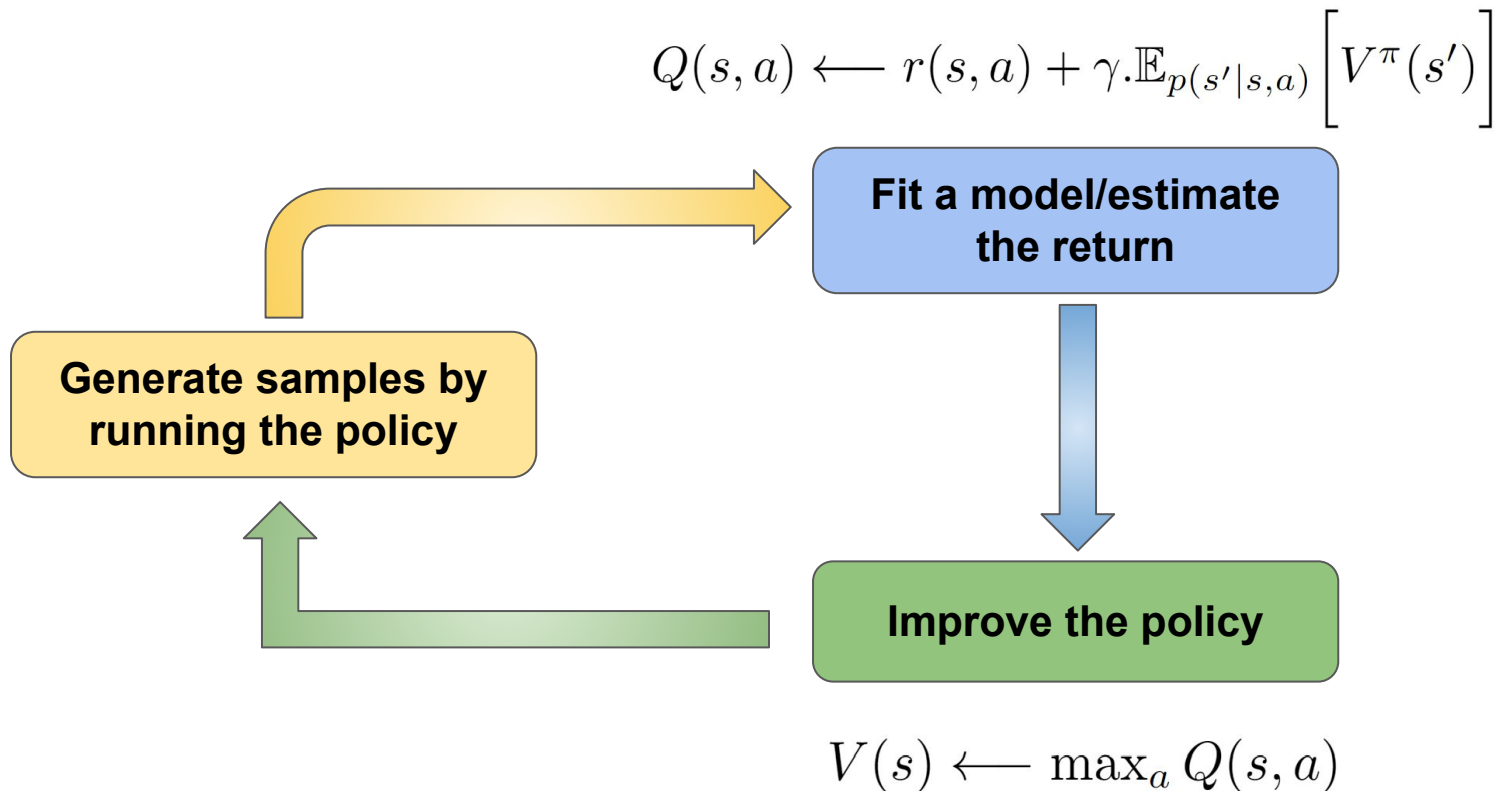 Q(s, a) ⟵ r(s, a) + γ.𝔼_{p(s′|s,a)} [V^π(s′)]
Fit a model/estimate
the return
Generate samples by
running the policy
Improve the policy
V(s) ⟵ max_a Q(s, a)